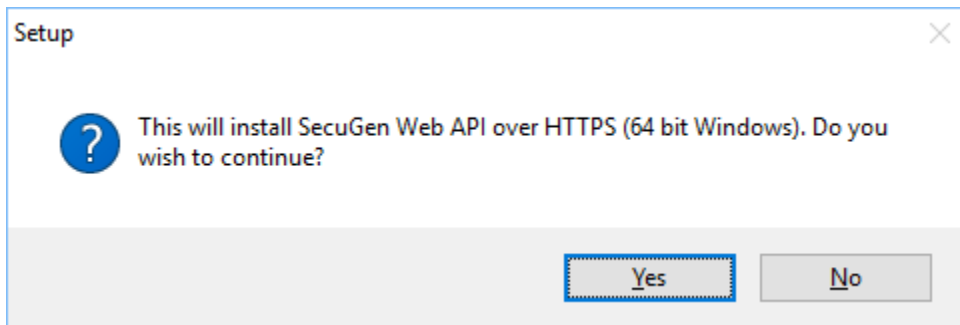 Setup
This will install SecuGen Web API over HTTPS (64 bit Windows). Do you
wish to continue?
Yes
No